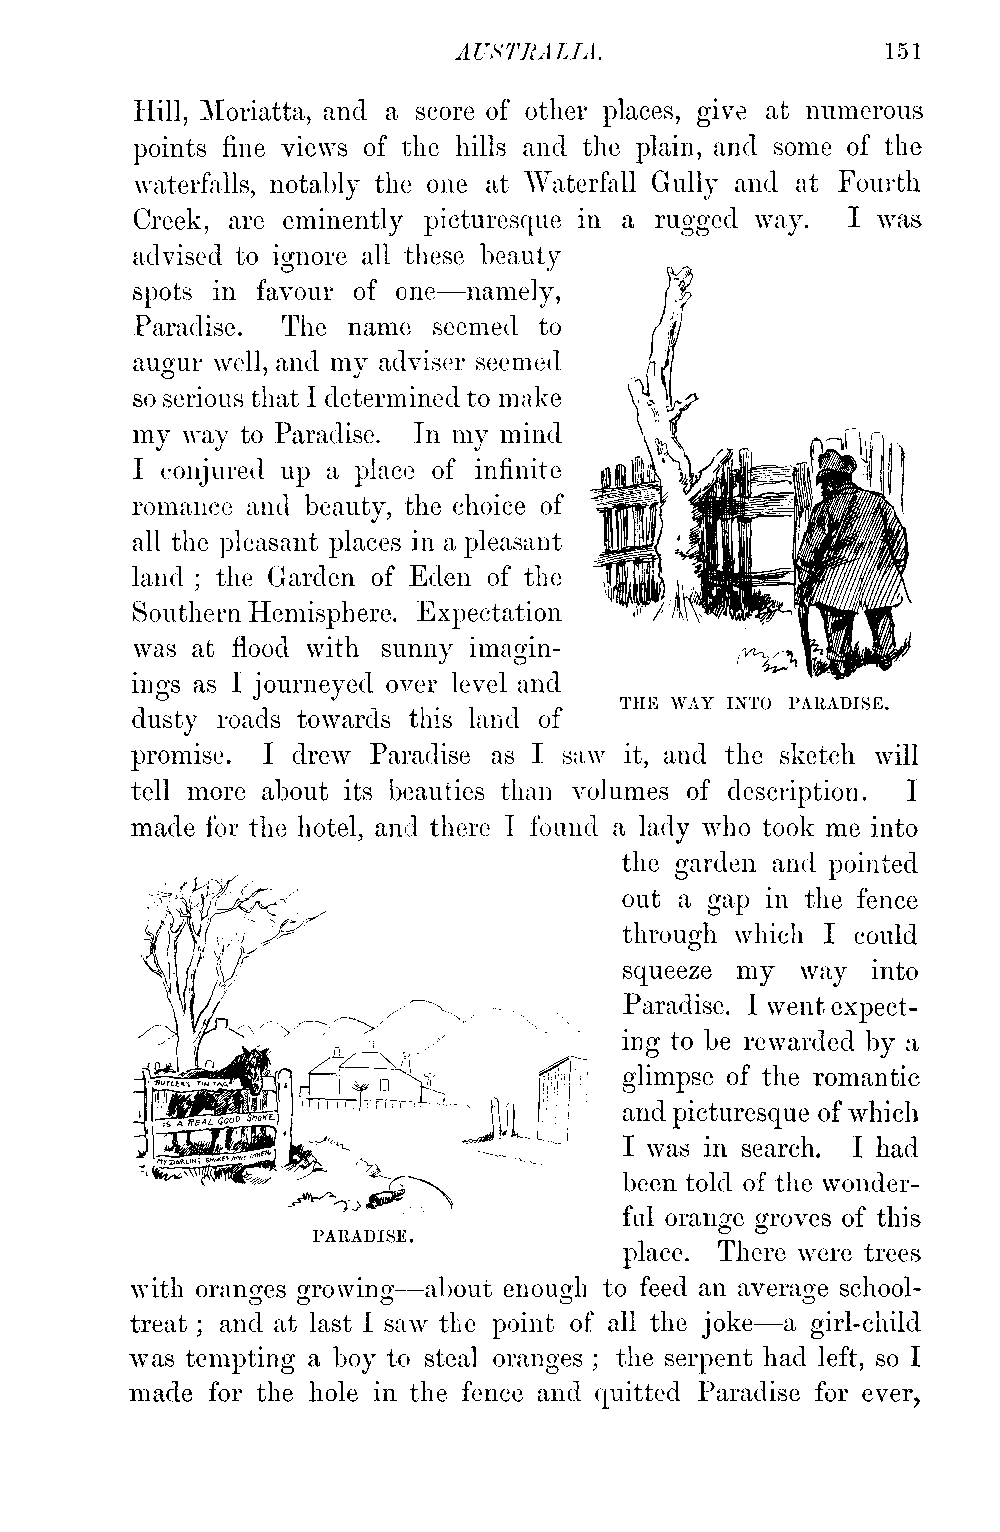 AUSTRALIA. 151
Hill, Moriatta, and a score of other places, give at numerous
points fine views of the hills and the plain, and some of the
waterfalls, notably the one at Waterfall Gully and at Fourth
Creek, are eminently picturesque in a rugged way. I was
advised to ignore all these beauty
spots in favour of one—namely,
Paradise. The name seemed to
augur well, and my adviser seemed
so serious that I determined to make
my way to Paradise. In my mind
I conjured up a place of infinite
romance and beauty, the choice of
all the pleasant places in a pleasant
land ; the Garden of Eden of the
Southern Hemisphere. Expectation
was at flood with sunny imagin-
ings as I journeyed over level and
dusty roads towards this land of
THE WAY INTO PARADISE.
promise. I drew Paradise as I saw it, and the sketch will
tell more about its beauties than volumes of description. I
made for the hotel, and there I found a lady who took me into
the garden and pointed
out a gap in the fence
through which I could
squeeze my way into
Paradise. I went expect-
ing to be rewarded by a
glimpse of the romantic
and picturesque of which
I was in search. I had
been told of the wonder-
ful orange groves of this
place. There were trees
BUTLER'S TIN TAG
IS A REAL GOOD SMOKE
MY DARLING SMOKES
PARADISE.
with oranges growing—about enough to feed an average school-
treat ; and at last I saw the point of all the joke—a girl-child
was tempting a boy to steal oranges ; the serpent had left, so I
made for the hole in the fence and quitted Paradise for ever,